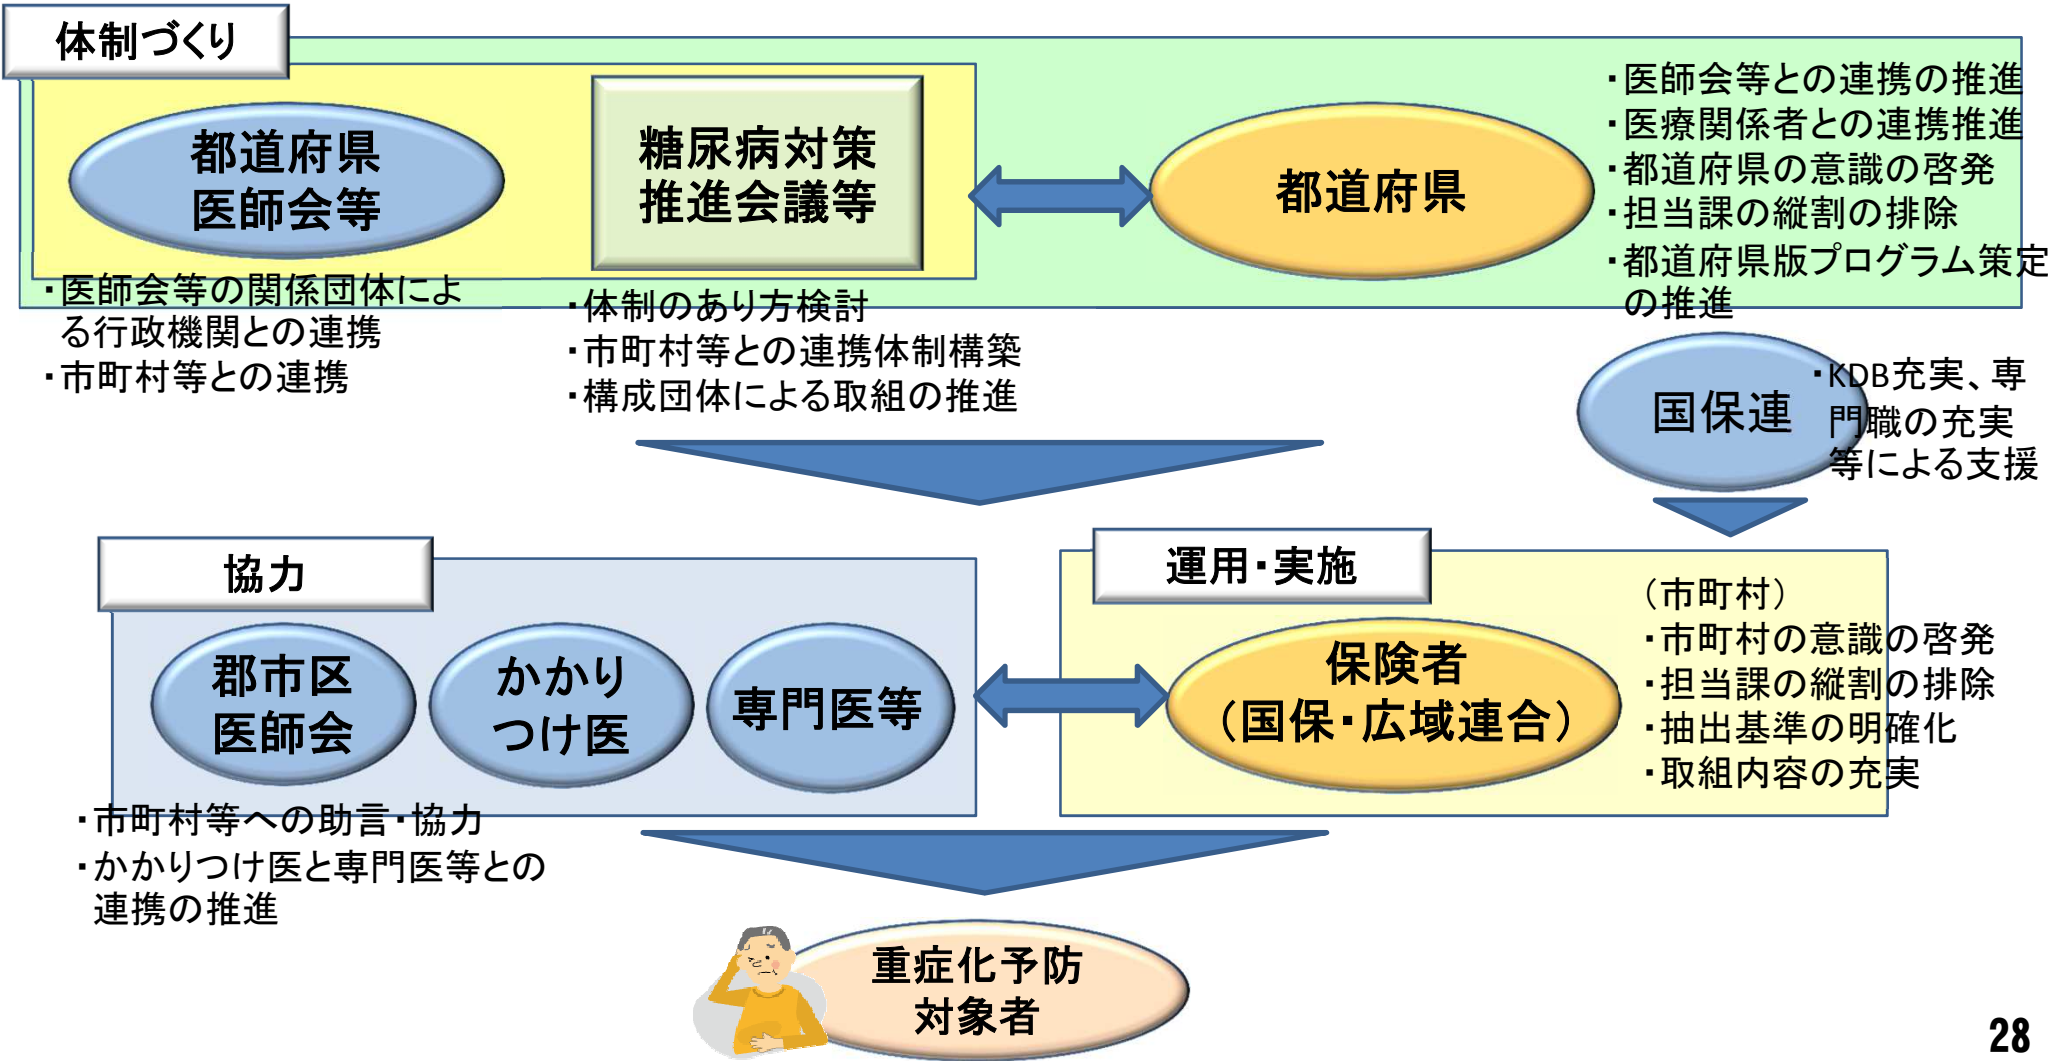 体制づくり
都道府県
医師会等
糖尿病対策
推進会議等
都道府県
・医師会等との連携の推進
・医療関係者との連携推進
・都道府県の意識の啓発
・担当課の縦割の排除
・都道府県版プログラム策定
の推進
・医師会等の関係団体によ
る行政機関との連携
・市町村等との連携
・体制のあり方検討
・市町村等との連携体制構築
・構成団体による取組の推進
国保連
・KDB充実、専
門職の充実
等による支援
協力
郡市区
医師会
かかり
つけ医
専門医等
・市町村等への助言・協力
・かかりつけ医と専門医等との
連携の推進
運用・実施
保険者
（国保・広域連合）
（市町村）
・市町村の意識の啓発
・担当課の縦割の排除
・抽出基準の明確化
・取組内容の充実
重症化予防
対象者
28